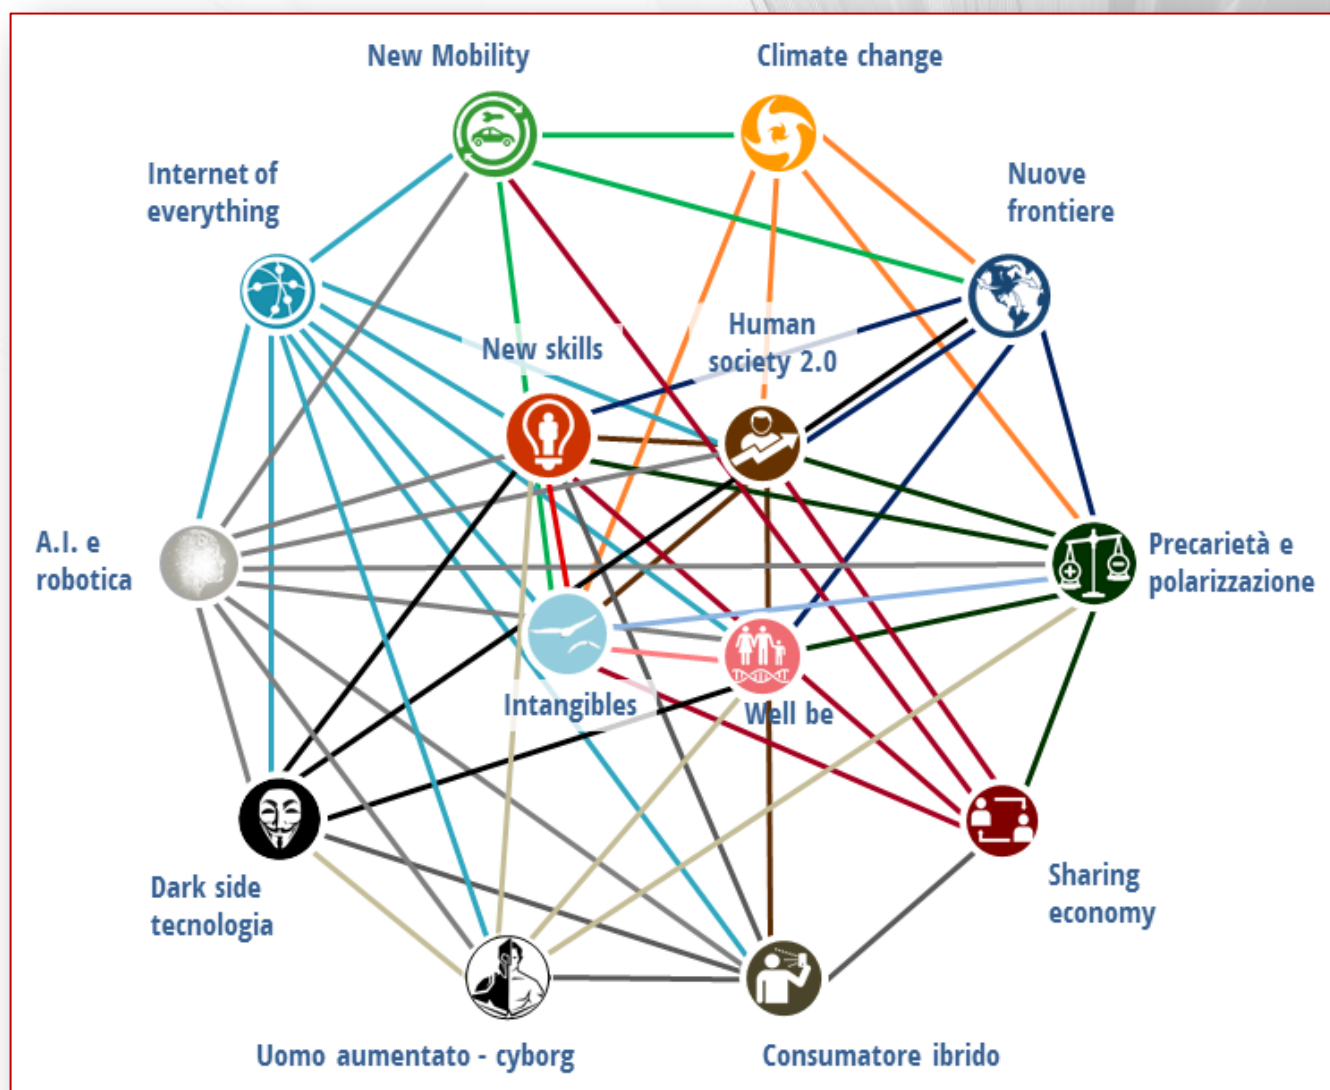 New Mobility
Climate change
Internet of
everything
Nuove
frontiere
New skills
Human
society 2.0
A.I. e
robotica
Precarietà e
polarizzazione
Intangibles
Well be
Dark side
tecnologia
Sharing
economy
Uomo aumentato - cyborg
Consumatore ibrido